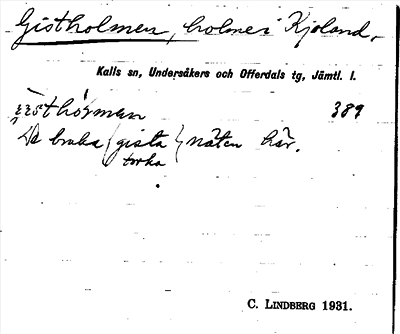 Gistholmen, holme i Kjoland.
Kalls sn, Undersåkers och Offerdals tg, Jämtl. l.
389
De bruka (gista) näten här.
torka
C. LINDBERG 1931.